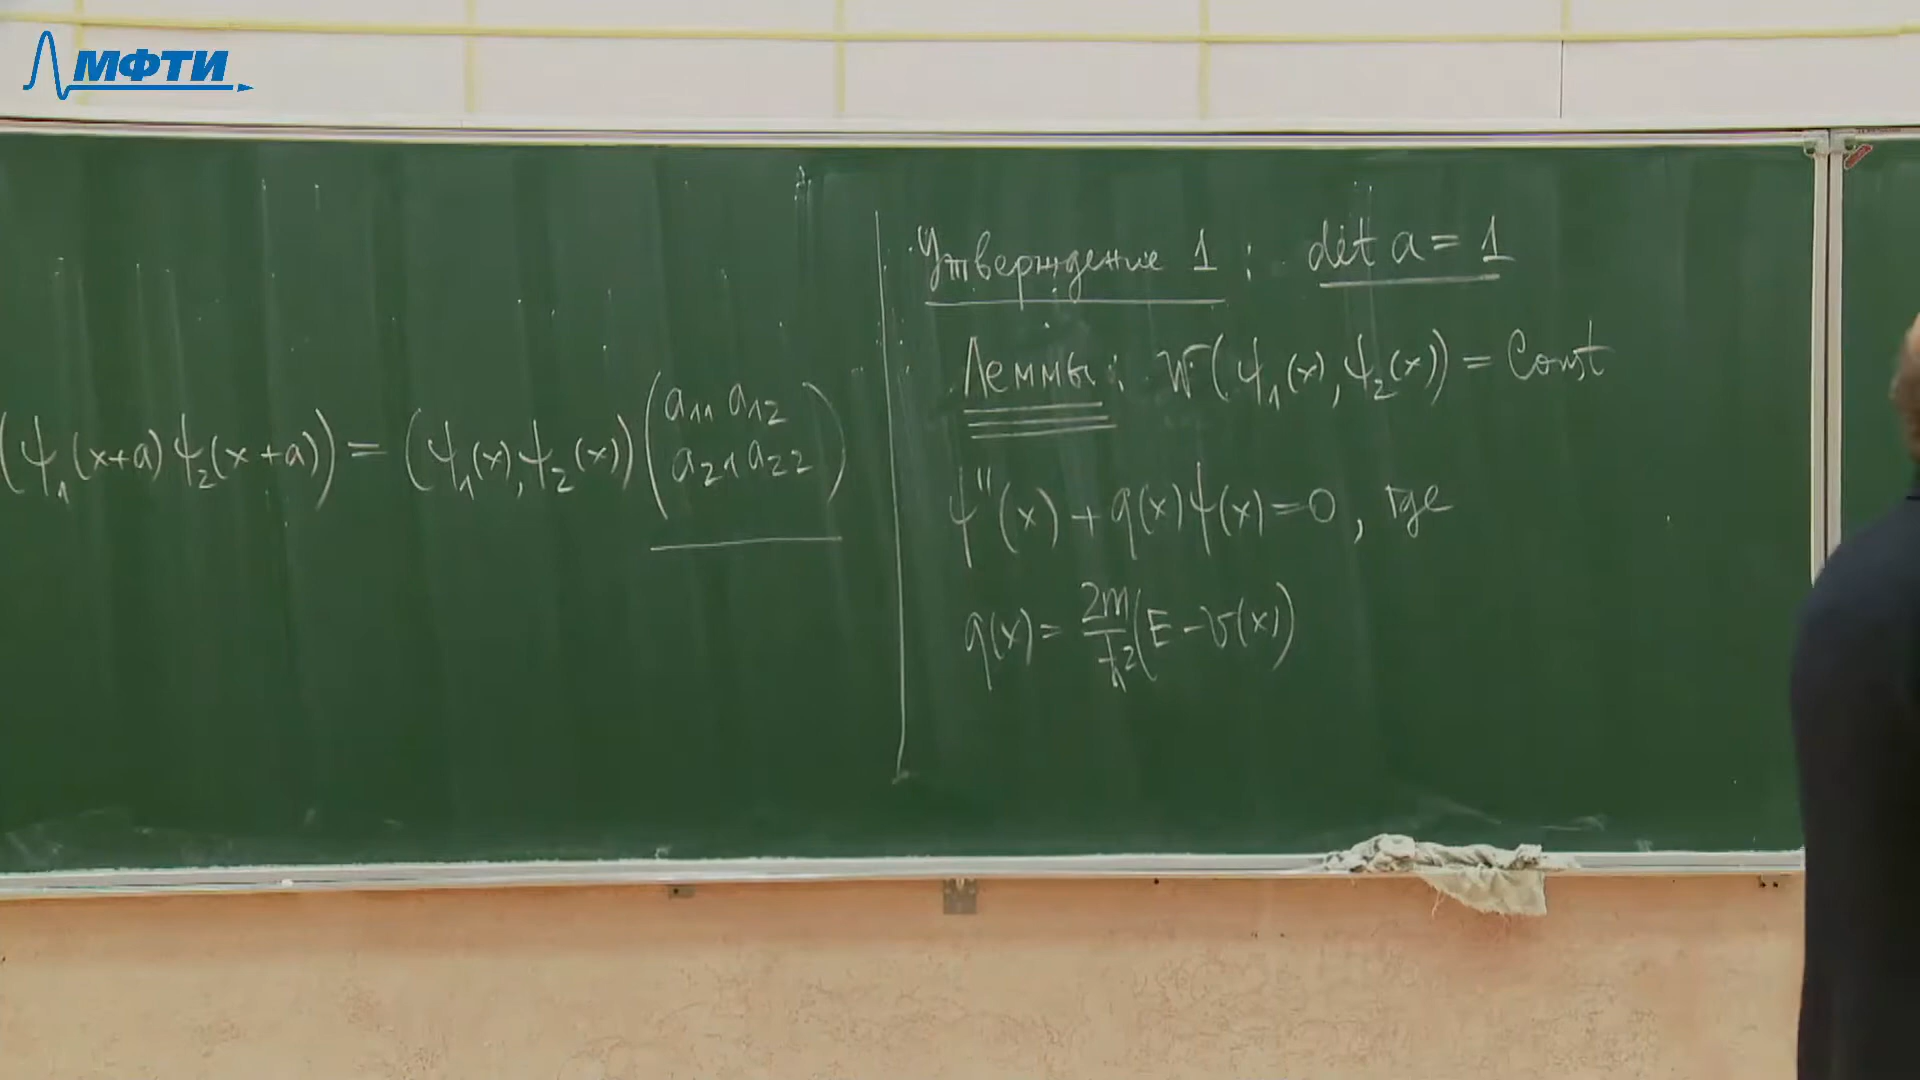 МФТИ
(ψ₁(x+a) ψ₂(x+a)) = (ψ₁(x), ψ₂(x)) (a₁₁ a₁₂
a₂₁ a₂₂)
Утверждение 1 : det a = 1
Леммы : W(ψ₁(x), ψ₂(x)) = Const
ψ''(x) + q(x)ψ(x) = 0, где
q(x) = 2m/ħ² (E - v(x))